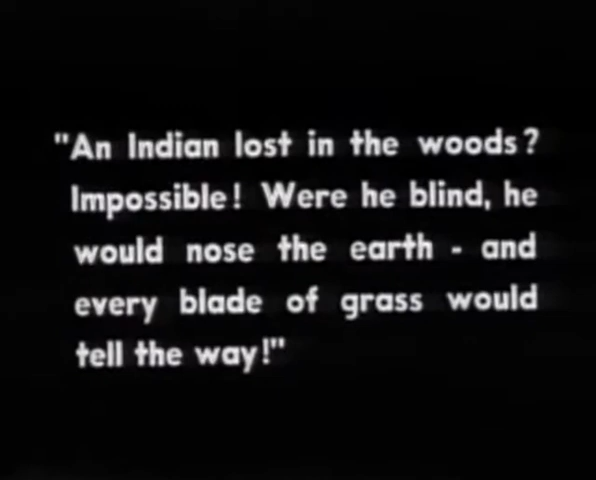 "An Indian lost in the woods?
Impossible! Were he blind, he
would nose the earth - and
every blade of grass would
tell the way!"